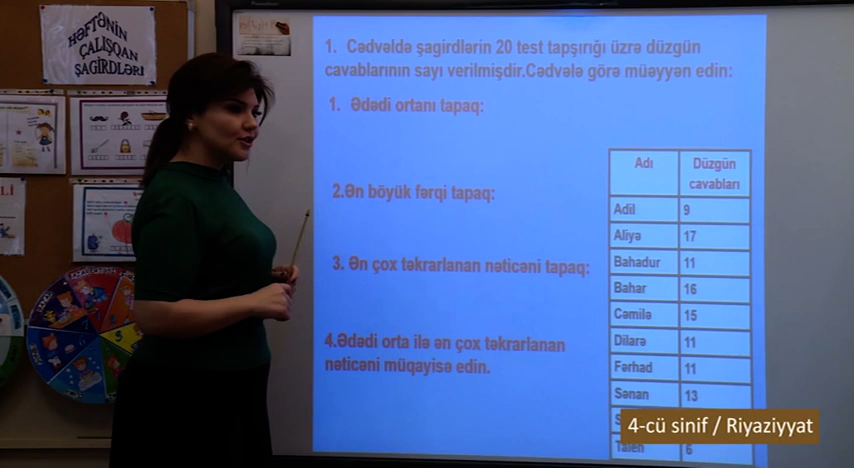 HƏFTƏNİN
ÇALIŞQAN
ŞAGİRDLƏRİ
1. Cədvəldə şagirdlərin 20 test tapşırığı üzrə düzgün
cavablarının sayı verilmişdir.Cədvələ görə müəyyən edin:
1. Ədədi ortanı tapaq:
2.Ən böyük fərqi tapaq:
3. Ən çox təkrarlanan nəticəni tapaq:
4.Ədədi orta ilə ən çox təkrarlanan
nəticəni müqayisə edin.
Adı Düzgün
cavabları
Adil 9
Aliyə 17
Bahadur 11
Bahar 16
Cəmilə 15
Dilarə 11
Fərhad 11
Sənan 13
Taleh 6
4-cü sinif / Riyaziyyat